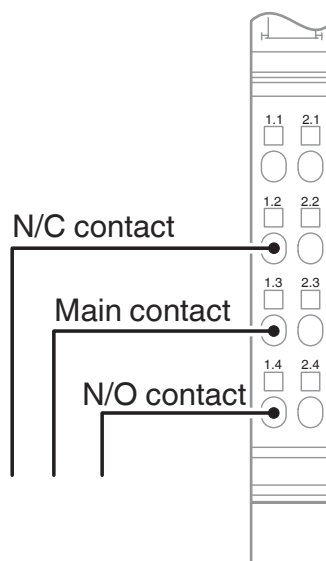 1.1 2.1
1.2 2.2
N/C contact
1.3 2.3
Main contact
1.4 2.4
N/O contact